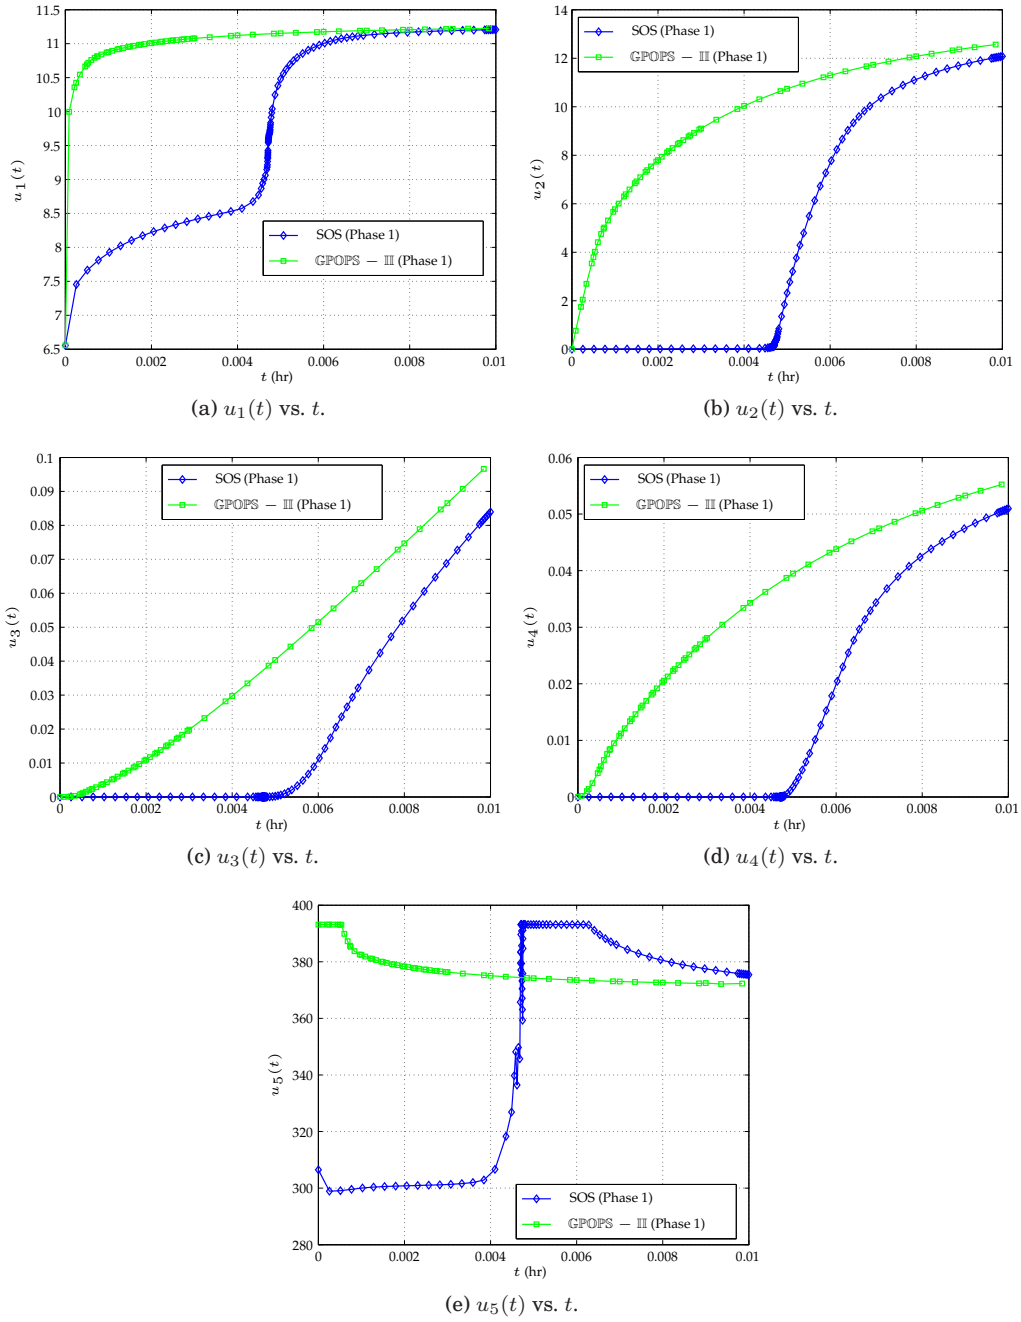 11.5
11
10.5
10
9.5
9
8.5
8
7.5
7
6.5
u1(t)
SOS (Phase 1)
GPOPS − II (Phase 1)
0 0.002 0.004 0.006 0.008 0.01
t (hr)
(a) u1(t) vs. t.
14
12
10
8
6
4
2
0
u2(t)
SOS (Phase 1)
GPOPS − II (Phase 1)
0 0.002 0.004 0.006 0.008 0.01
t (hr)
(b) u2(t) vs. t.
0.1
0.09
0.08
0.07
0.06
0.05
0.04
0.03
0.02
0.01
0
u3(t)
SOS (Phase 1)
GPOPS − II (Phase 1)
0 0.002 0.004 0.006 0.008 0.01
t (hr)
(c) u3(t) vs. t.
0.06
0.05
0.04
0.03
0.02
0.01
0
u4(t)
SOS (Phase 1)
GPOPS − II (Phase 1)
0 0.002 0.004 0.006 0.008 0.01
t (hr)
(d) u4(t) vs. t.
400
380
360
340
320
300
280
u5(t)
SOS (Phase 1)
GPOPS − II (Phase 1)
0 0.002 0.004 0.006 0.008 0.01
t (hr)
(e) u5(t) vs. t.